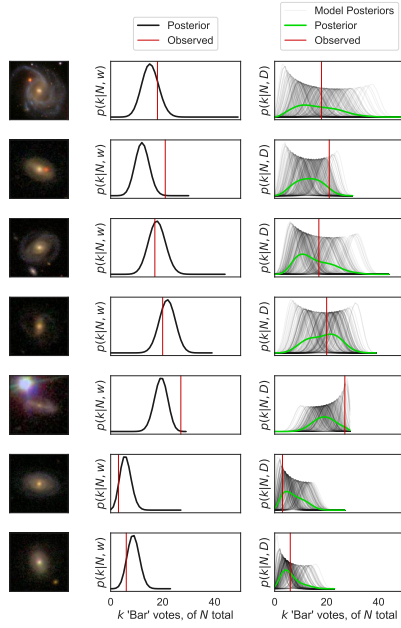 Posterior
Observed
Model Posteriors
Posterior
Observed
p(k|N, w)
p(k|N, D)
p(k|N, w)
p(k|N, D)
p(k|N, w)
p(k|N, D)
p(k|N, w)
p(k|N, D)
p(k|N, w)
p(k|N, D)
p(k|N, w)
p(k|N, D)
p(k|N, w)
p(k|N, D)
0 20 40
0 20 40
k 'Bar' votes, of N total
k 'Bar' votes, of N total